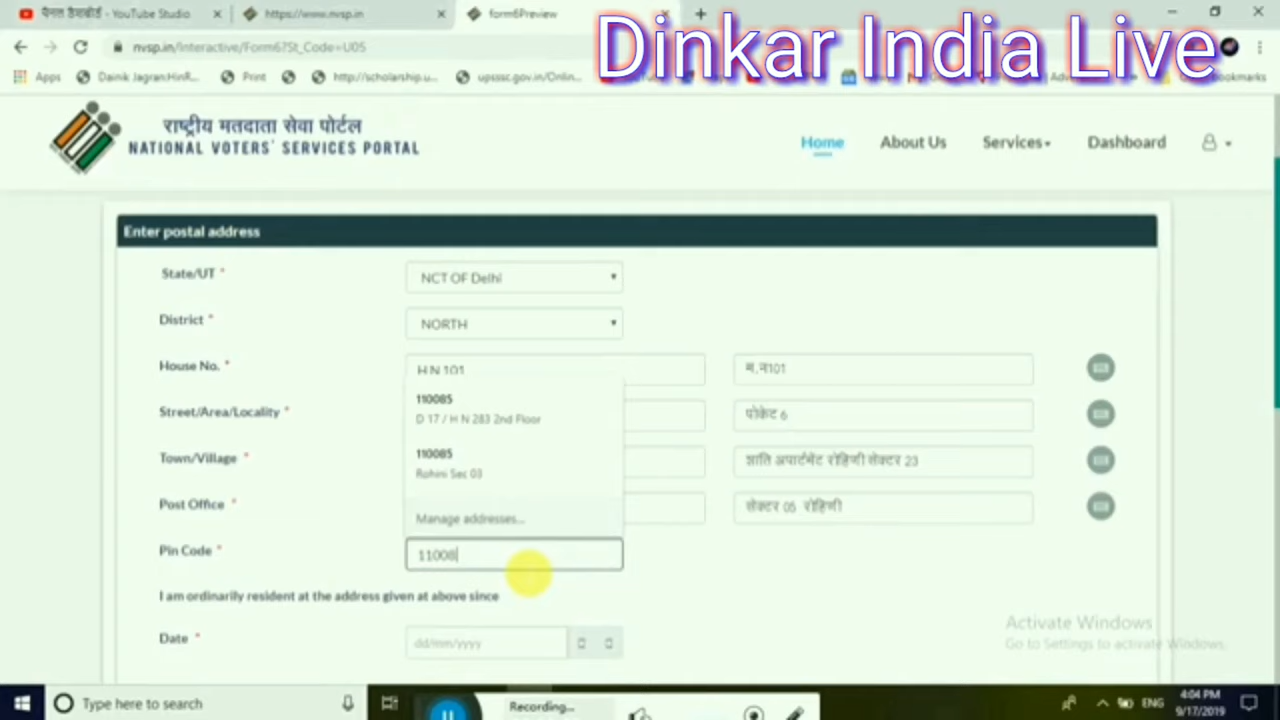 चैनल डैशबोर्ड - YouTube Studio
https://www.nvsp.in
form6Preview
Dinkar India Live
nvsp.in/Interactive/Form6?St_Code=U05
Apps
Dainik Jagran:HinR...
Print
http://scholarship.u...
upsssc.gov.in/Onlin...
राष्ट्रीय मतदाता सेवा पोर्टल
NATIONAL VOTERS' SERVICES PORTAL
Home
About Us
Services
Dashboard
Enter postal address
State/UT *
NCT OF Delhi
District *
NORTH
House No. *
H N 101
म.न101
110085
Street/Area/Locality *
D 17 / H N 283 2nd Floor
पोकेट 6
110085
Town/Village *
शांति अपार्टमेंट रोहिणी सेक्टर 23
Rohini Sec 03
Post Office *
सेक्टर 05 रोहिणी
Manage addresses...
Pin Code *
11008
I am ordinarily resident at the address given at above since
Activate Windows
Date *
dd/mm/yyyy
Go to Settings to activate Windows.
Type here to search
Recording...
ENG
4:04 PM
9/17/2019